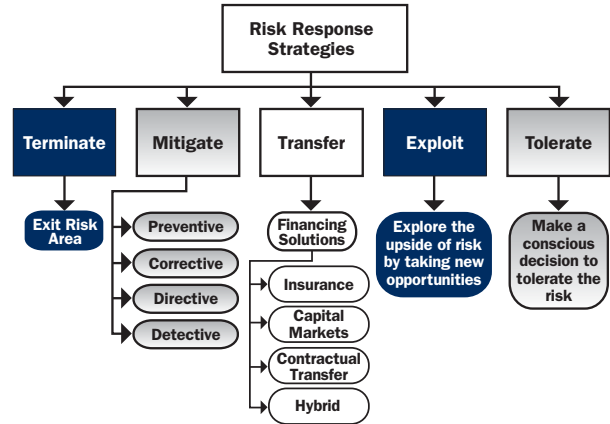 Risk Response
Strategies
Terminate
Mitigate
Transfer
Exploit
Tolerate
Exit Risk
Area
Preventive
Corrective
Directive
Detective
Financing
Solutions
Insurance
Capital
Markets
Contractual
Transfer
Hybrid
Explore the
upside of risk
by taking new
opportunities
Make a
conscious
decision to
tolerate the
risk